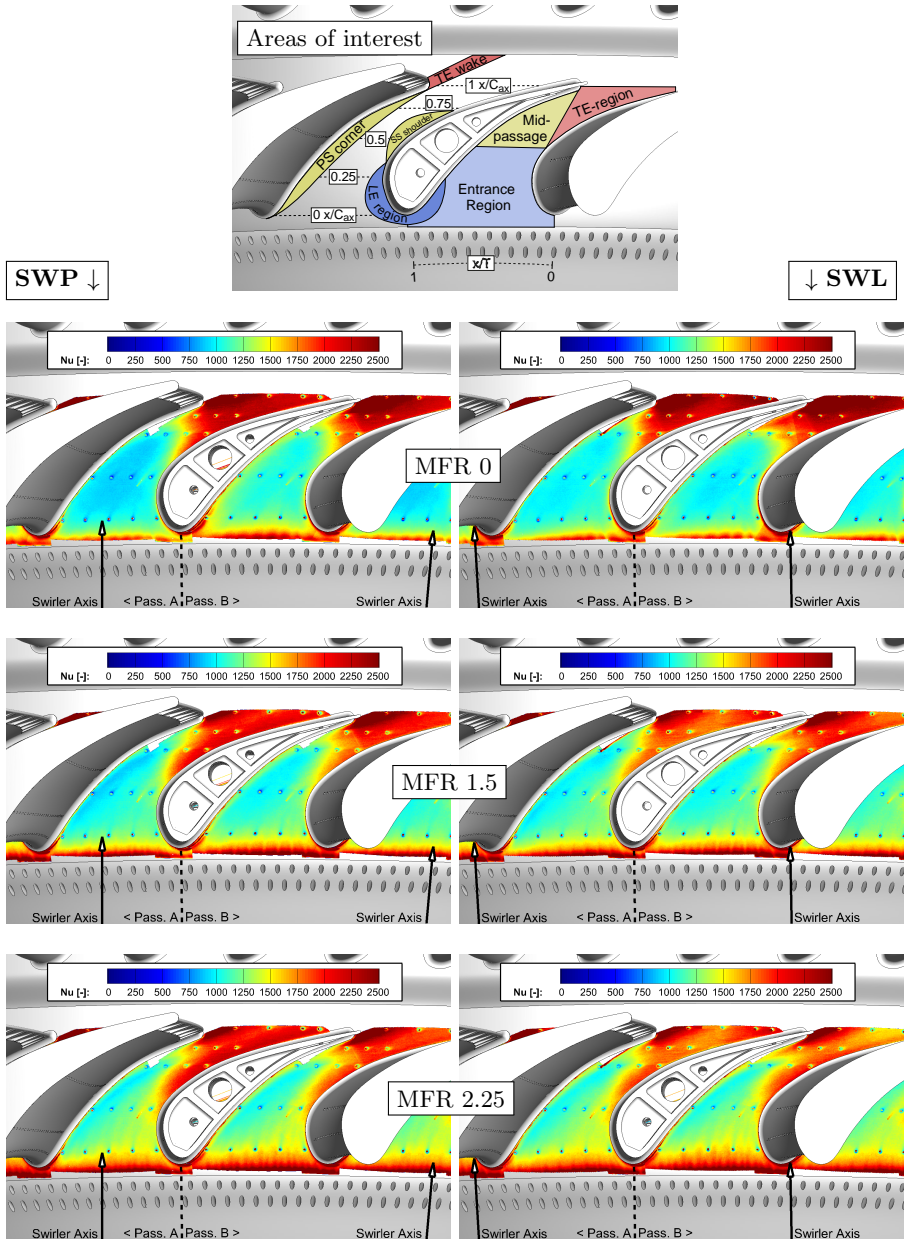 Areas of interest
TE wake
1 x/Cax
0.75
TE-region
SS shoulder
Mid-
passage
0.5
PS corner
0.25
LE region
Entrance
Region
0 x/Cax
x/T
1 0
SWP ↓
↓ SWL
Nu [-]: 0 250 500 750 1000 1250 1500 1750 2000 2250 2500
Nu [-]: 0 250 500 750 1000 1250 1500 1750 2000 2250 2500
MFR 0
Swirler Axis < Pass. A Pass. B > Swirler Axis
Swirler Axis < Pass. A Pass. B > Swirler Axis
Nu [-]: 0 250 500 750 1000 1250 1500 1750 2000 2250 2500
Nu [-]: 0 250 500 750 1000 1250 1500 1750 2000 2250 2500
MFR 1.5
Swirler Axis < Pass. A Pass. B > Swirler Axis
Swirler Axis < Pass. A Pass. B > Swirler Axis
Nu [-]: 0 250 500 750 1000 1250 1500 1750 2000 2250 2500
Nu [-]: 0 250 500 750 1000 1250 1500 1750 2000 2250 2500
MFR 2.25
Swirler Axis < Pass. A Pass. B > Swirler Axis
Swirler Axis < Pass. A Pass. B > Swirler Axis